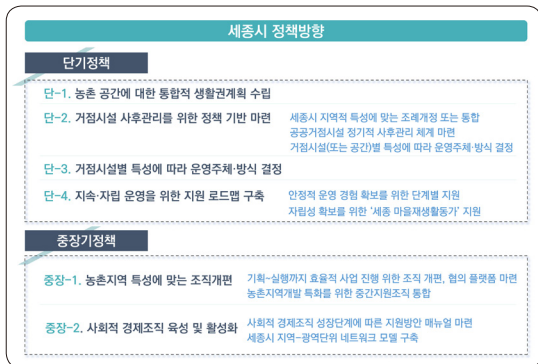 세종시 정책방향
단기정책
단-1. 농촌 공간에 대한 통합적 생활권계획 수립
단-2. 거점시설 사후관리를 위한 정책 기반 마련
세종시 지역적 특성에 맞는 조례개정 또는 통합
공공거점시설 정기적 사후관리 체계 마련
거점시설(또는 공간)별 특성에 따라 운영주체·방식 결정
단-3. 거점시설별 특성에 따라 운영주체·방식 결정
단-4. 지속·자립 운영을 위한 지원 로드맵 구축
안정적 운영 경험 확보를 위한 단계별 지원
자립성 확보를 위한 '세종 마을재생활동가' 지원
중장기정책
중장-1. 농촌지역 특성에 맞는 조직개편
기획~실행까지 효율적 사업 진행 위한 조직 개편, 협의 플랫폼 마련
농촌지역개발 특화를 위한 중간지원조직 통합
중장-2. 사회적 경제조직 육성 및 활성화
사회적 경제조직 성장단계에 따른 지원방안 매뉴얼 마련
세종시 지역-광역단위 네트워크 모델 구축